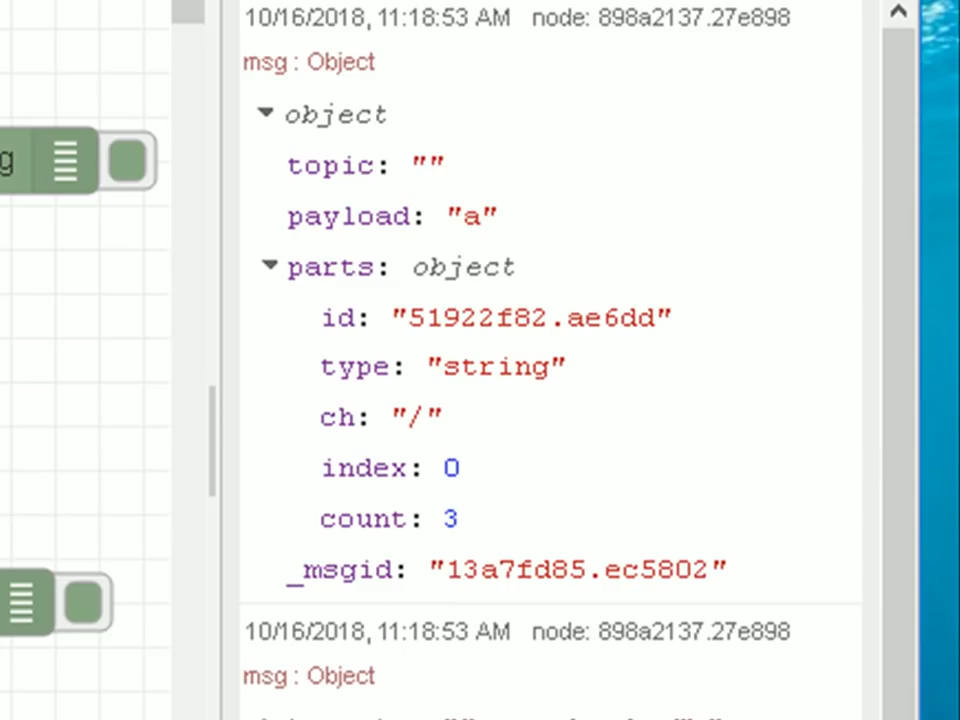 10/16/2018, 11:18:53 AM node: 898a2137.27e898
msg : Object
object
g
topic: ""
payload: "a"
parts: object
id: "51922f82.ae6dd"
type: "string"
ch: "/"
index: 0
count: 3
_msgid: "13a7fd85.ec5802"
10/16/2018, 11:18:53 AM node: 898a2137.27e898
msg : Object